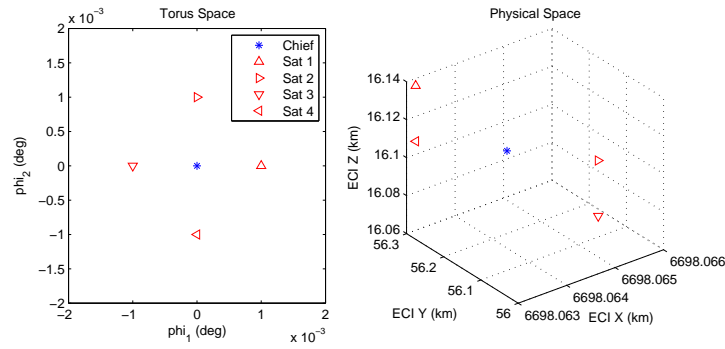 Torus Space
x 10⁻³
2
1.5
1
0.5
0
−0.5
−1
−1.5
−2
phi₂ (deg)
−2
−1
0
1
2
phi₁ (deg)
x 10⁻³
Chief
Sat 1
Sat 2
Sat 3
Sat 4
Physical Space
16.14
16.12
16.1
16.08
16.06
ECI Z (km)
56.3
56.2
56.1
56
ECI Y (km)
6698.063
6698.064
6698.065
6698.066
ECI X (km)